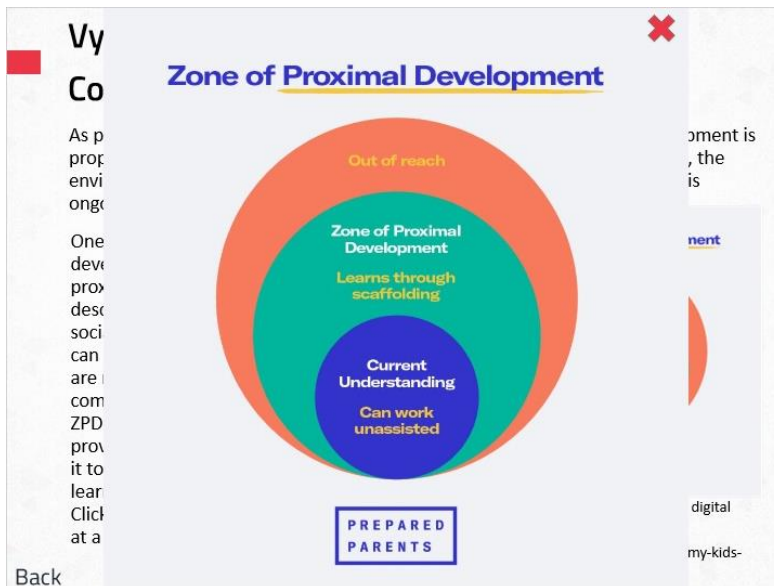 Zone of Proximal Development
Out of reach
Zone of Proximal
Development
Learns through
scaffolding
Current
Understanding
Can work
unassisted
PREPARED
PARENTS
Vy
Co
As p
prop
envi
ongo
One
deve
prox
desc
soci
can
are
com
ZPD
prov
it to
lear
Click
at a
pment is
, the
is
ment
digital
my-kids-
Back